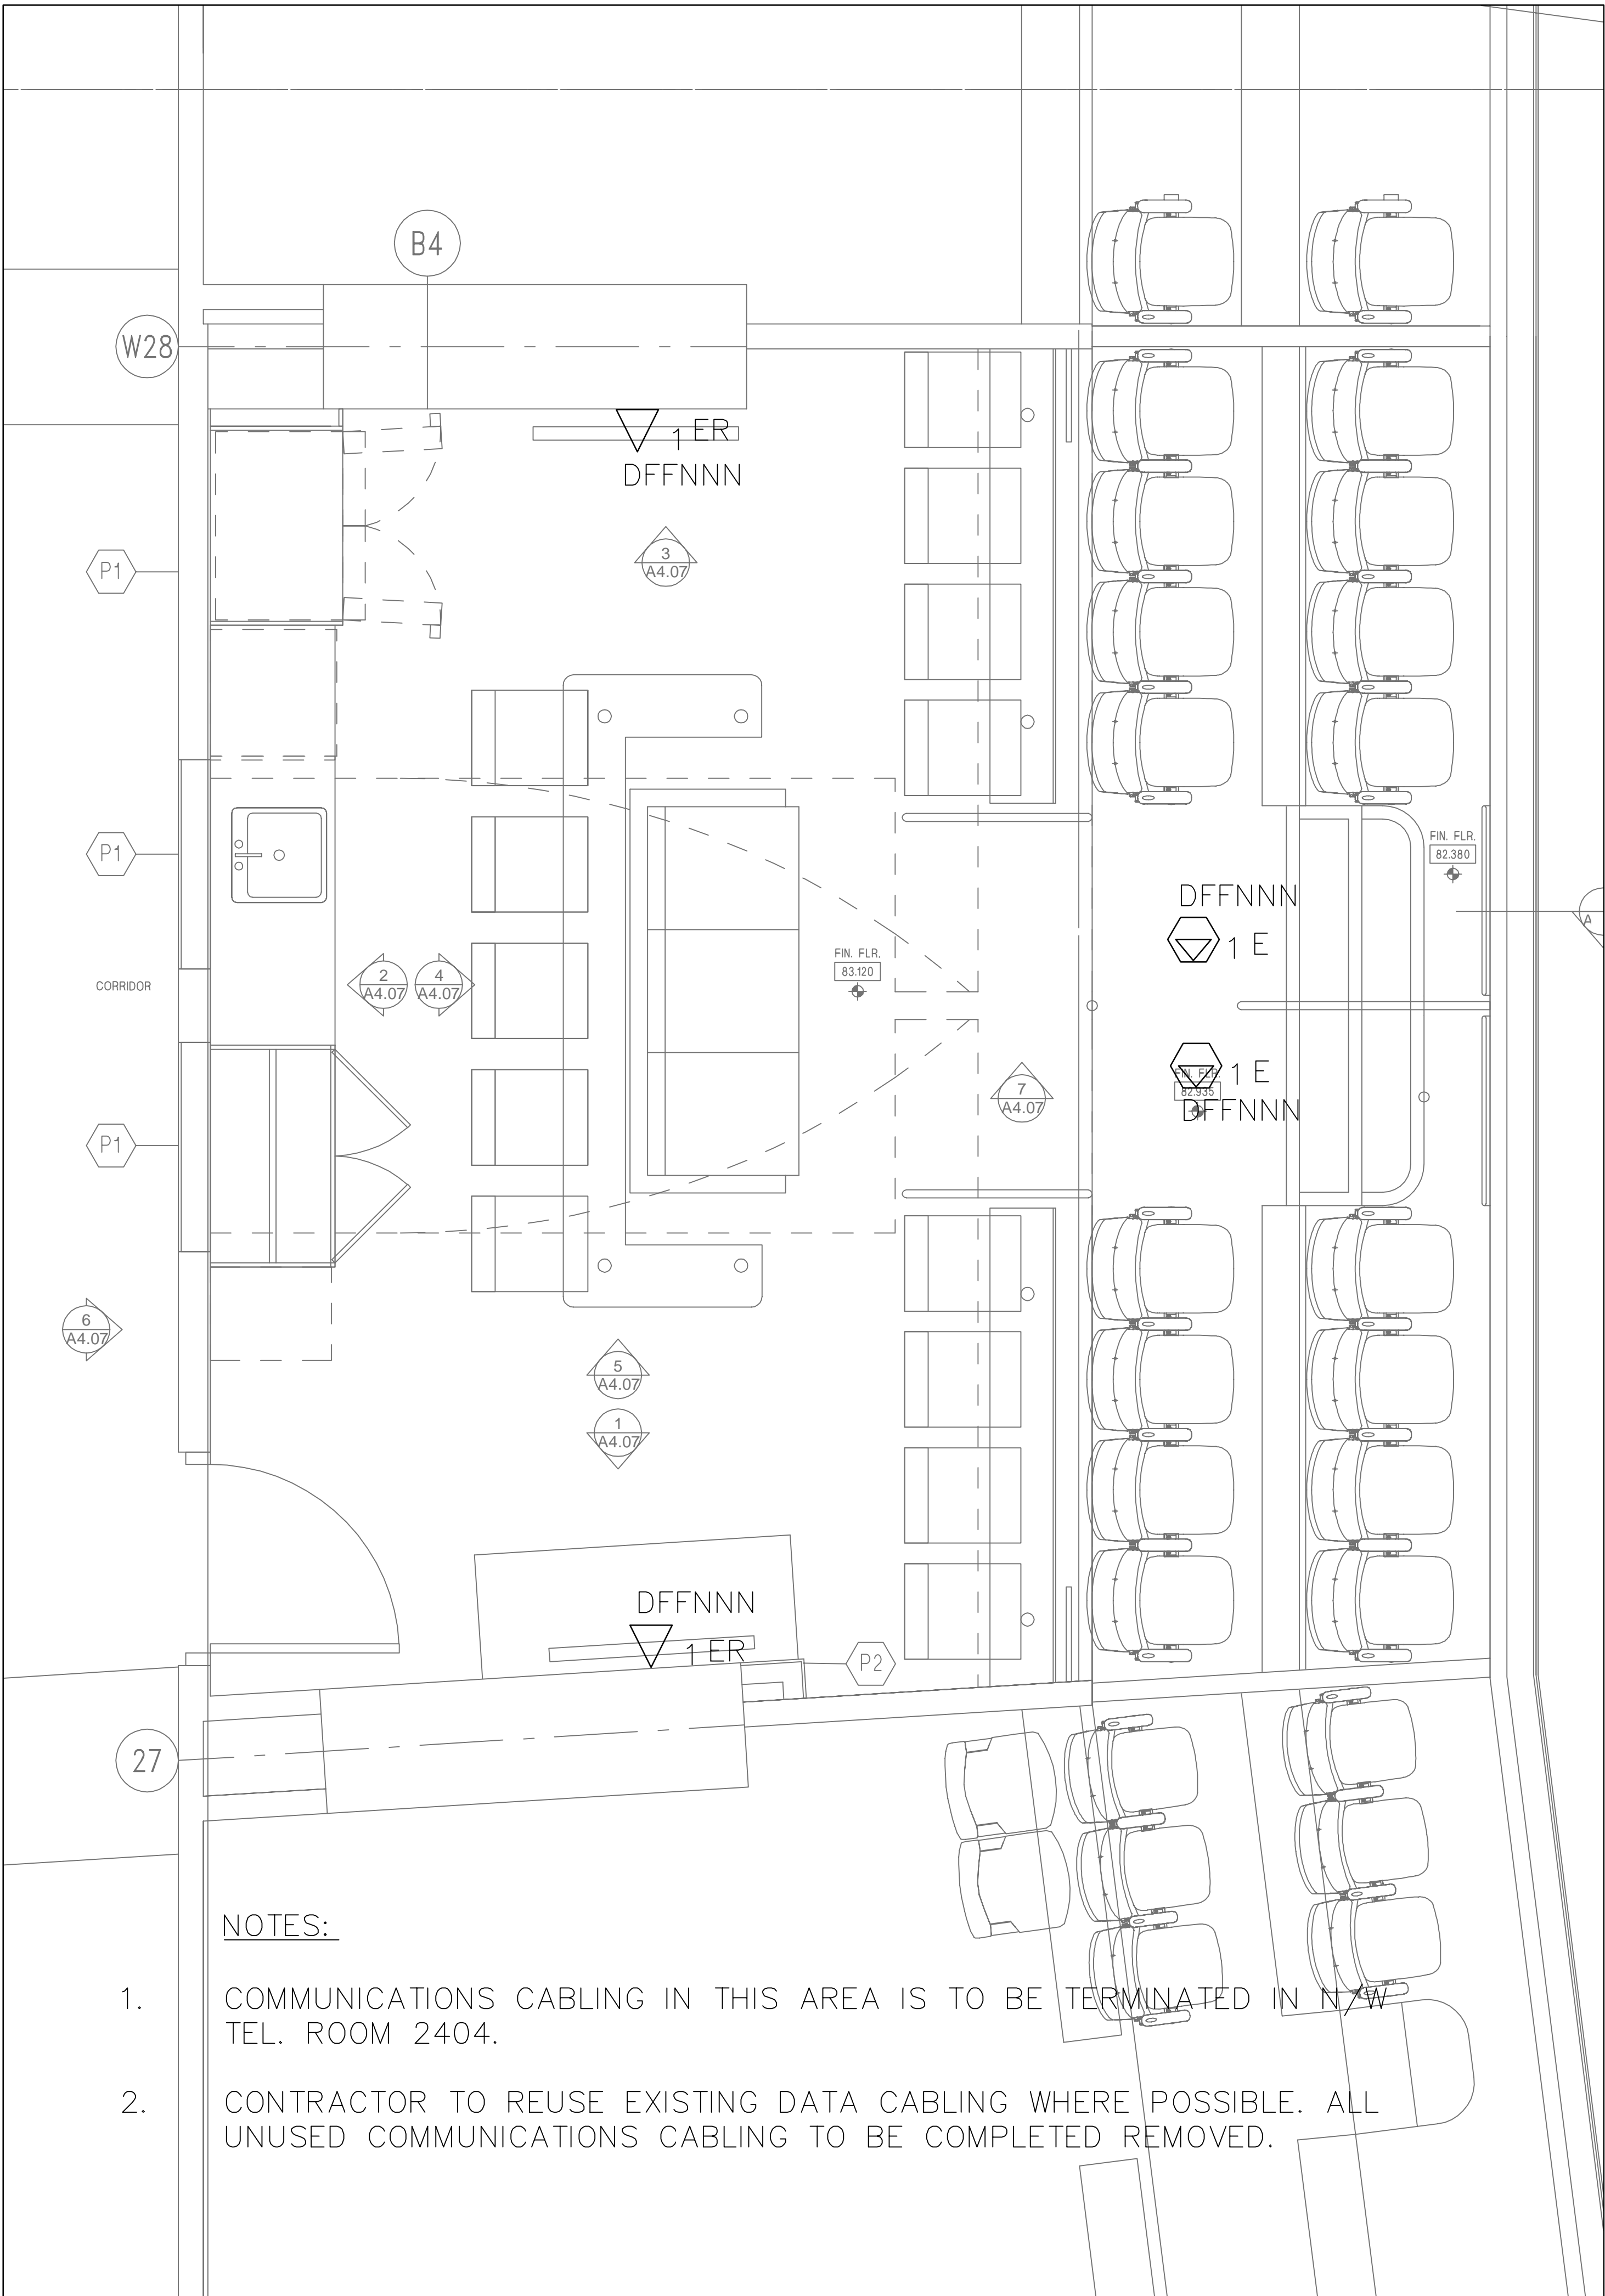 B4
W28
1 ER
DFFNNN
3
A4.07
P1
FIN. FLR.
82.380
P1
DFFNNN
1 E
A
FIN. FLR.
83.120
2
A4.07
4
A4.07
CORRIDOR
1 E
FIN. FLR.
82.935
DFFNNN
7
A4.07
P1
6
A4.07
5
A4.07
1
A4.07
DFFNNN
1 ER
P2
27
NOTES:
1. COMMUNICATIONS CABLING IN THIS AREA IS TO BE TERMINATED IN N/W
TEL. ROOM 2404.
2. CONTRACTOR TO REUSE EXISTING DATA CABLING WHERE POSSIBLE. ALL
UNUSED COMMUNICATIONS CABLING TO BE COMPLETED REMOVED.